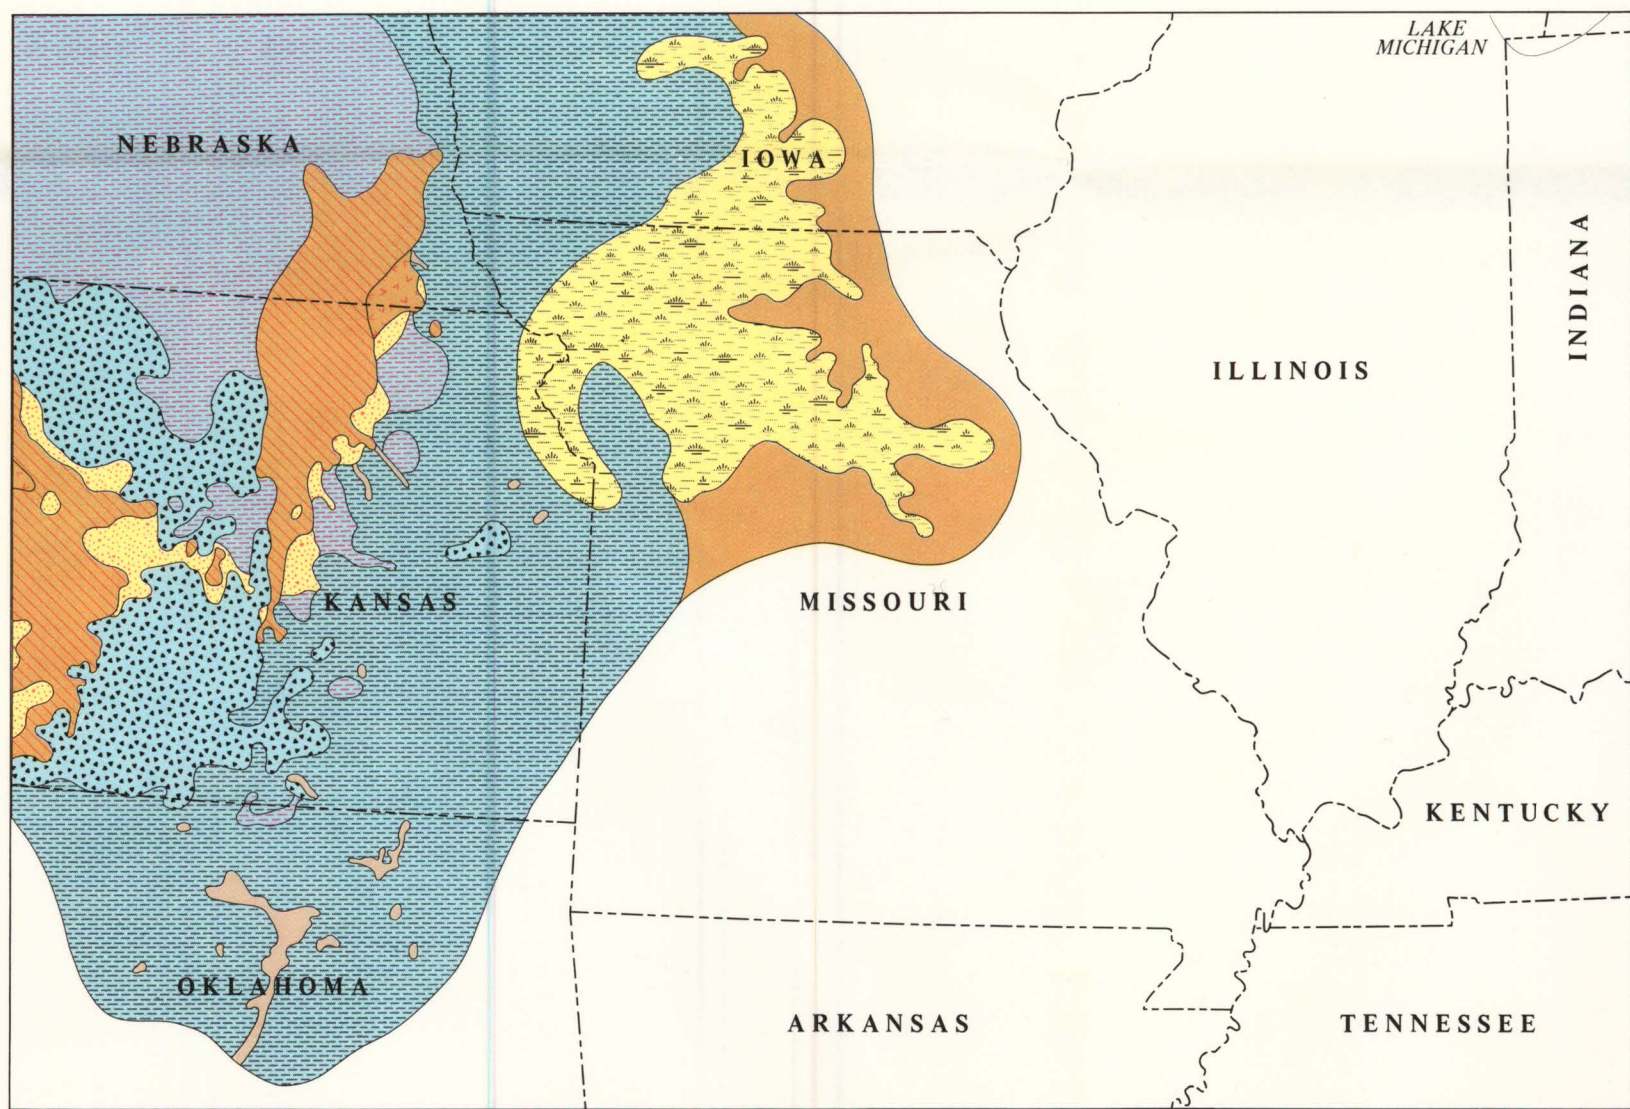 LAKE
MICHIGAN
NEBRASKA
IOWA
INDIANA
ILLINOIS
KANSAS
MISSOURI
KENTUCKY
OKLAHOMA
ARKANSAS
TENNESSEE